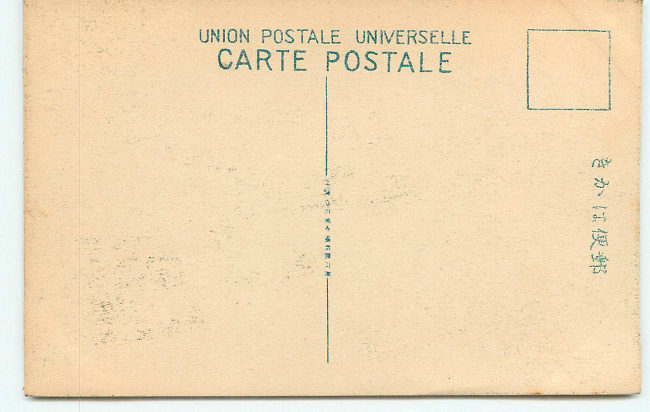 UNION POSTALE UNIVERSELLE
CARTE POSTALE
きかは便郵